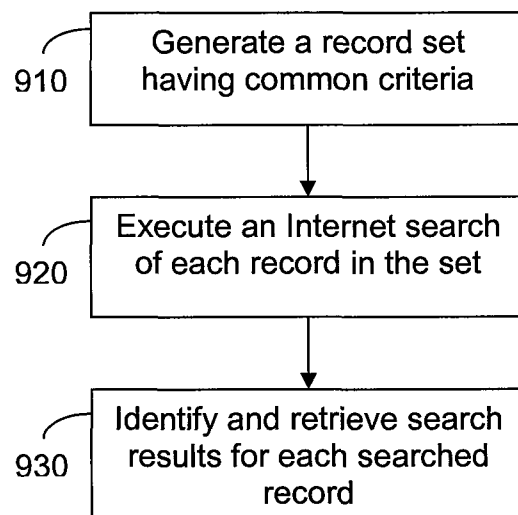 Generate a record set
having common criteria
910
Execute an Internet search
of each record in the set
920
Identify and retrieve search
results for each searched
record
930